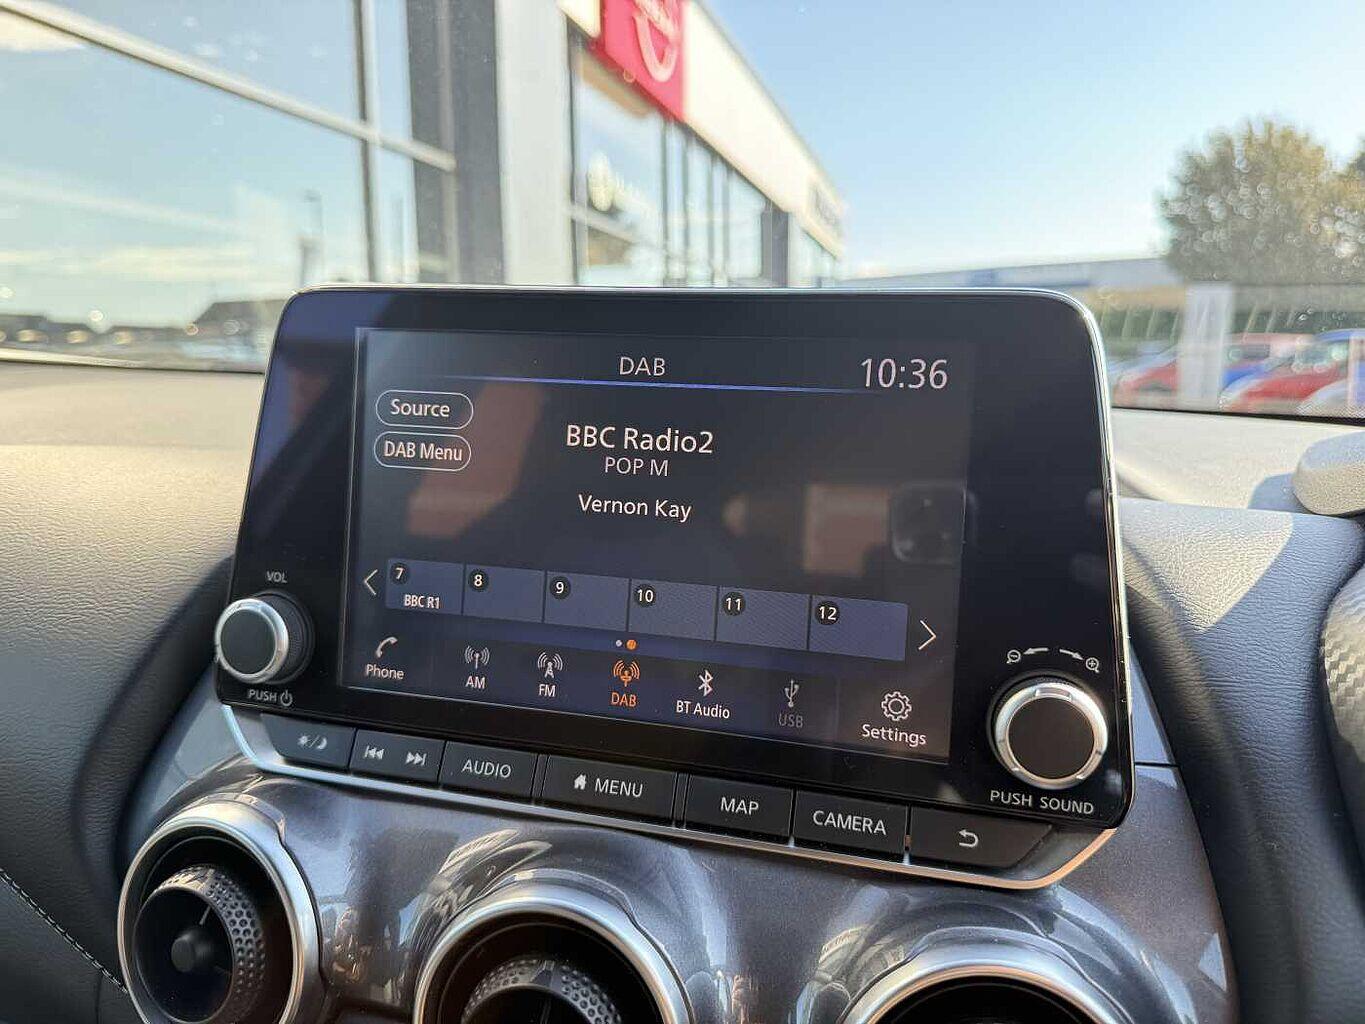 DAB
10:36
Source
DAB Menu
BBC Radio2
POP M
Vernon Kay
7
8
9
10
11
12
BBC R1
Phone
AM
FM
DAB
BT Audio
USB
Settings
VOL
PUSH
AUDIO
MENU
MAP
CAMERA
PUSH SOUND